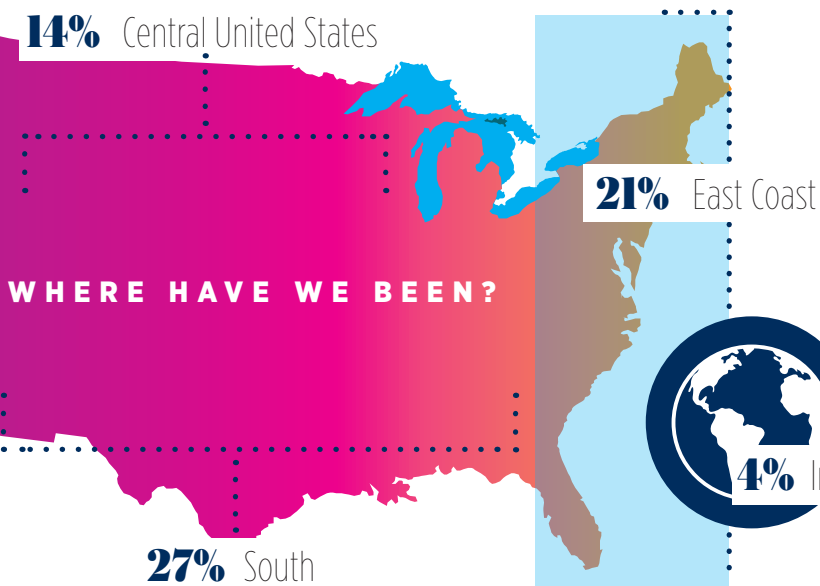 14% Central United States
21% East Coast
WHERE HAVE WE BEEN?
4%
27% South